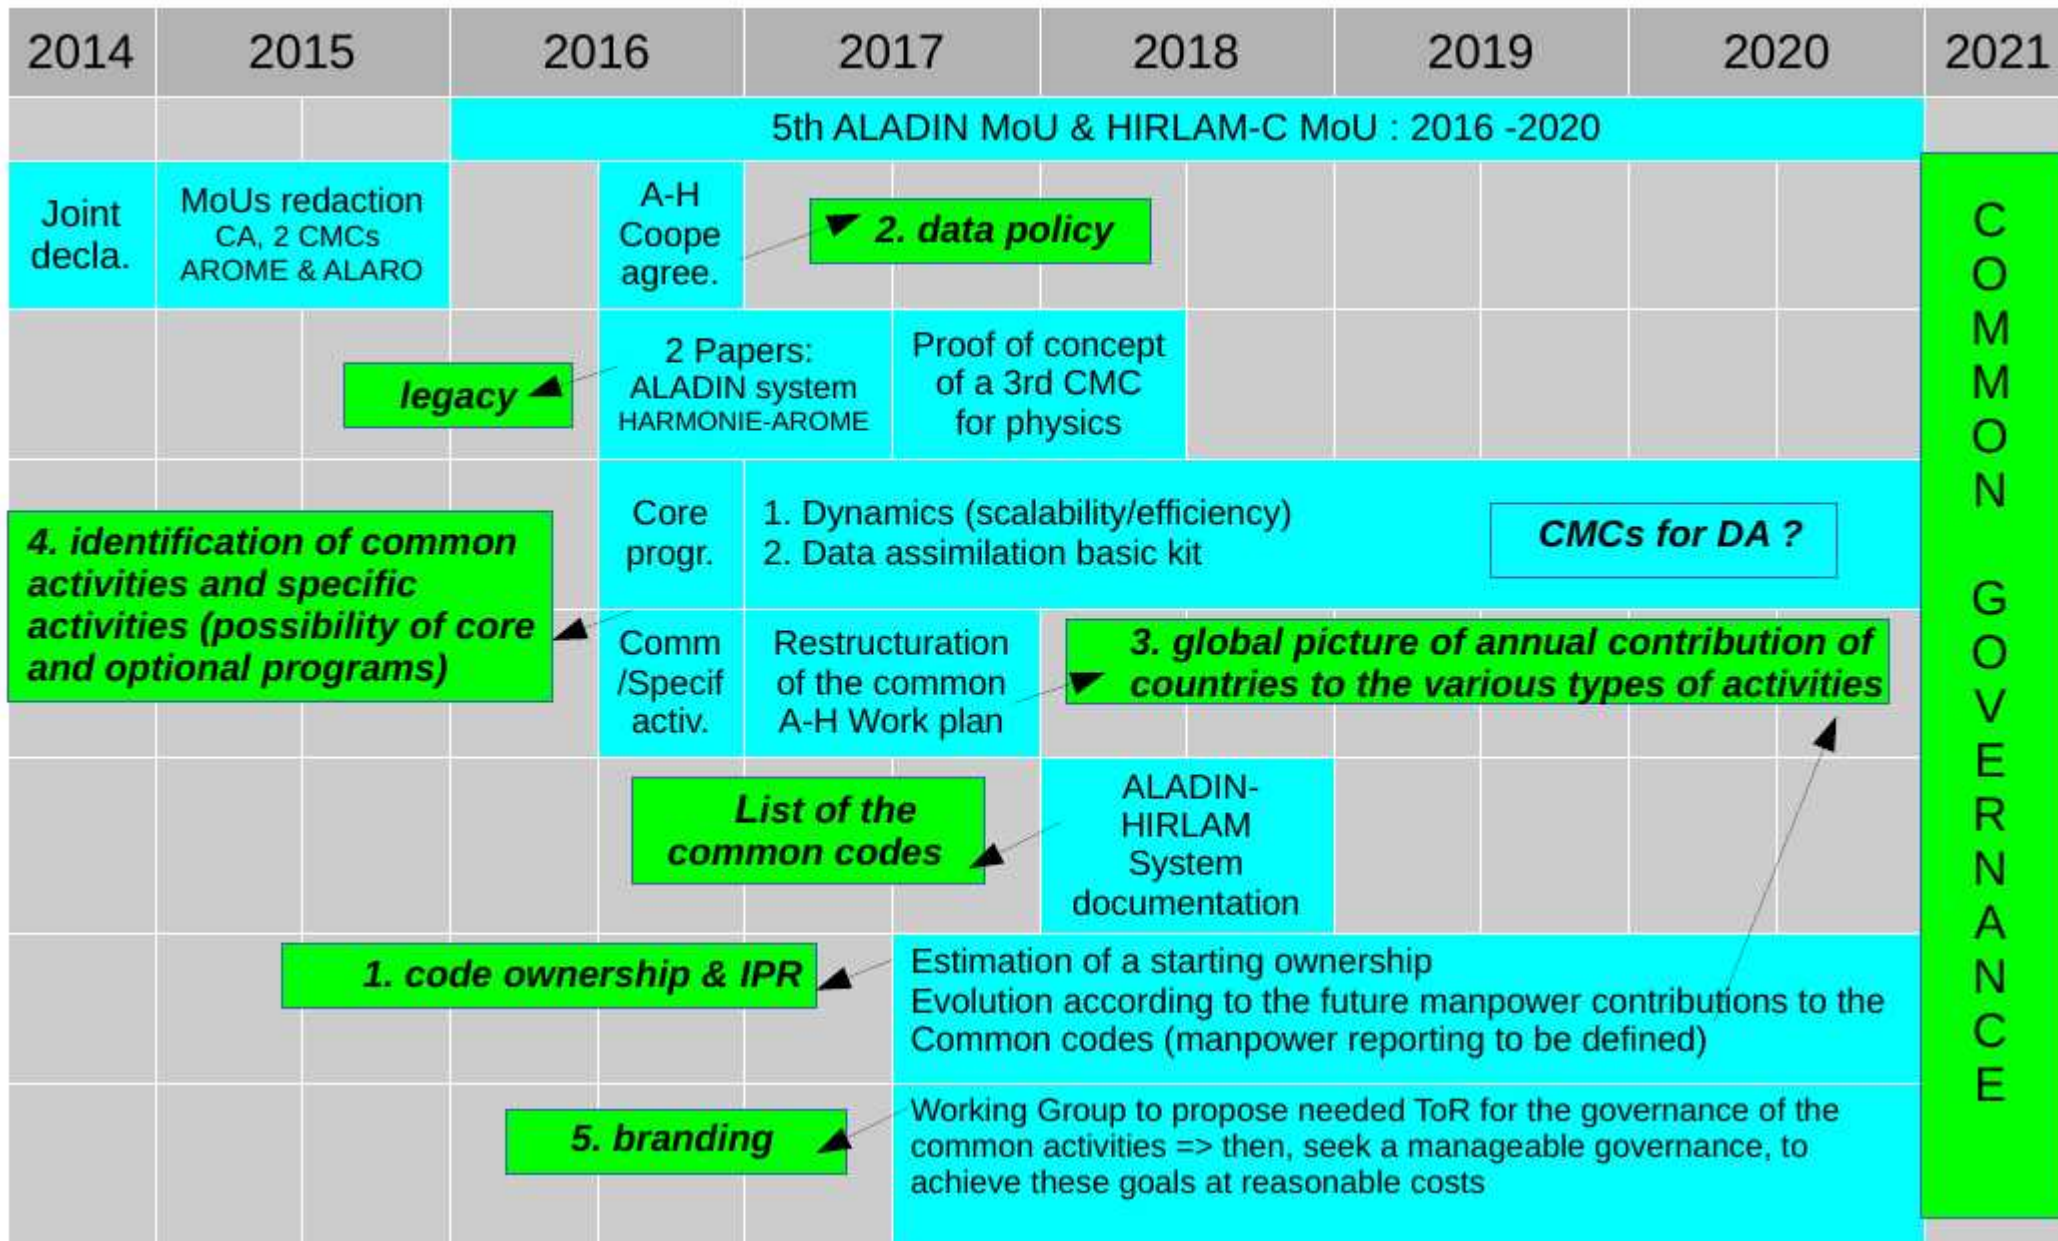 2014 2015 2016 2017 2018 2019 2020 2021
5th ALADIN MoU & HIRLAM-C MoU : 2016 -2020
Joint
decla.
MoUs redaction
CA, 2 CMCs
AROME & ALARO
A-H
Coope
agree.
2. data policy
legacy
2 Papers:
ALADIN system
HARMONIE-AROME
Proof of concept
of a 3rd CMC
for physics
4. identification of common
activities and specific
activities (possibility of core
and optional programs)
Core
progr.
1. Dynamics (scalability/efficiency)
2. Data assimilation basic kit
CMCs for DA ?
Comm
/Specif
activ.
Restructuration
of the common
A-H Work plan
3. global picture of annual contribution of
countries to the various types of activities
List of the
common codes
ALADIN-
HIRLAM
System
documentation
1. code ownership & IPR
Estimation of a starting ownership
Evolution according to the future manpower contributions to the
Common codes (manpower reporting to be defined)
5. branding
Working Group to propose needed ToR for the governance of the
common activities => then, seek a manageable governance, to
achieve these goals at reasonable costs
C
O
M
M
O
N
G
O
V
E
R
N
A
N
C
E